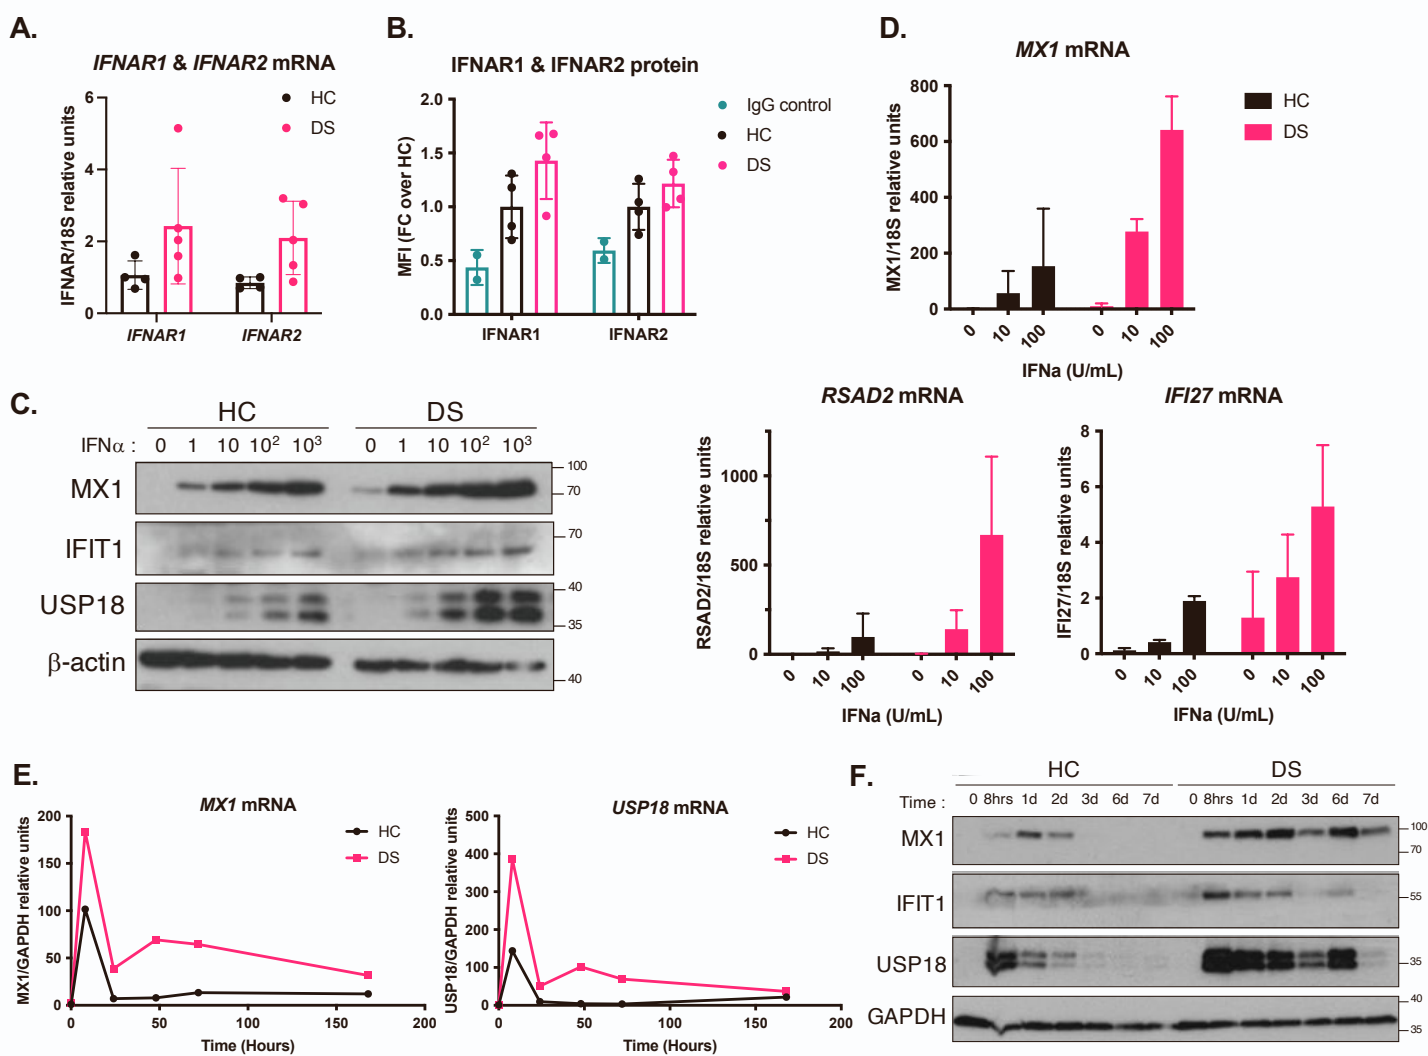 A.
IFNAR1 & IFNAR2 mRNA
IFNAR/18S relative units
6
4
2
0
HC
DS
IFNAR1
IFNAR2
B.
IFNAR1 & IFNAR2 protein
MFI (FC over HC)
2.0
1.5
1.0
0.5
0.0
IgG control
HC
DS
IFNAR1
IFNAR2
D.
MX1 mRNA
MX1/18S relative units
800
600
400
200
0
HC
DS
0 10 100 0 10 100
IFNa (U/mL)
C.
HC DS
IFNα : 0 1 10 10² 10³ 0 1 10 10² 10³
MX1
100
70
IFIT1
70
USP18
40
35
β-actin
40
RSAD2 mRNA
RSAD2/18S relative units
1000
500
0
0 10 100 0 10 100
IFNa (U/mL)
IFI27 mRNA
IFI27/18S relative units
8
6
4
2
0
0 10 100 0 10 100
IFNa (U/mL)
E.
MX1 mRNA
MX1/GAPDH relative units
200
150
100
50
0
HC
DS
0 50 100 150 200
Time (Hours)
USP18 mRNA
USP18/GAPDH relative units
500
400
300
200
100
0
HC
DS
0 50 100 150 200
Time (Hours)
F.
HC DS
Time : 0 8hrs 1d 2d 3d 6d 7d 0 8hrs 1d 2d 3d 6d 7d
MX1
100
70
IFIT1
55
USP18
35
GAPDH
40
35